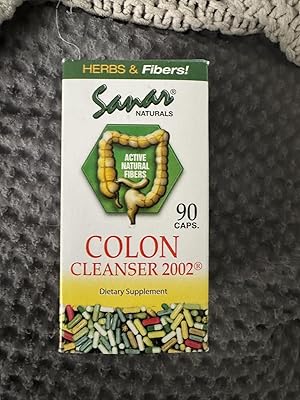 HERBS & Fibers!
Sanar®
NATURALS
ACTIVE
NATURAL
FIBERS
90
CAPS.
COLON
CLEANSER 2002®
Dietary Supplement